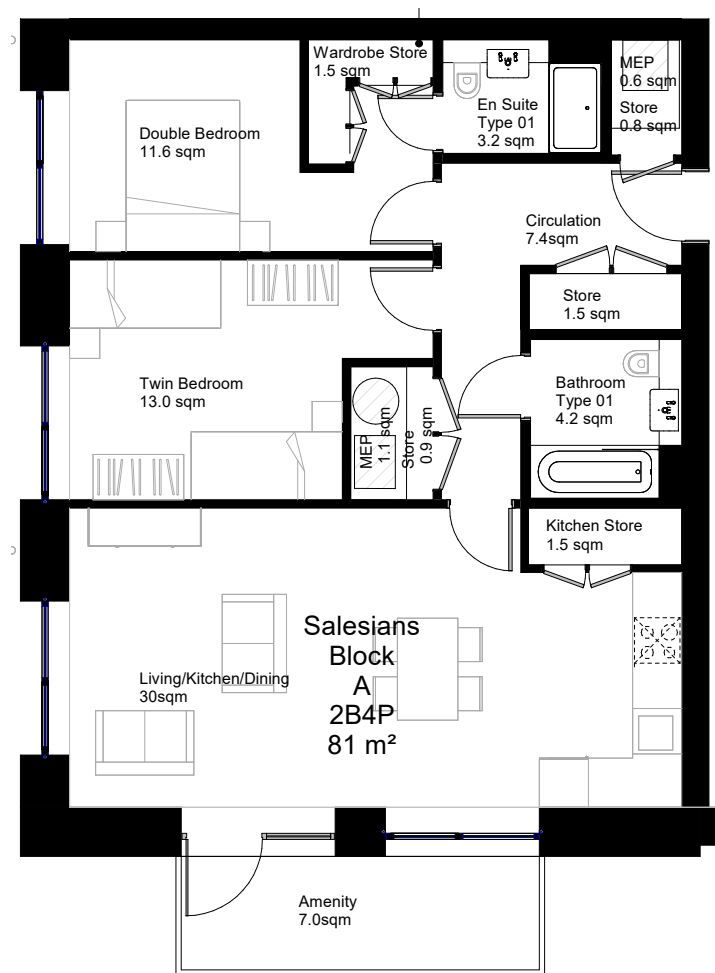 Wardrobe Store
1.5 sqm
MEP
0.6 sqm
Store
0.8 sqm
En Suite
Type 01
3.2 sqm
Double Bedroom
11.6 sqm
Circulation
7.4sqm
Store
1.5 sqm
Twin Bedroom
13.0 sqm
Bathroom
Type 01
4.2 sqm
MEP
1.1 sqm
Store
0.9 sqm
Kitchen Store
1.5 sqm
Salesians
Block
A
2B4P
81 m²
Living/Kitchen/Dining
30sqm
Amenity
7.0sqm